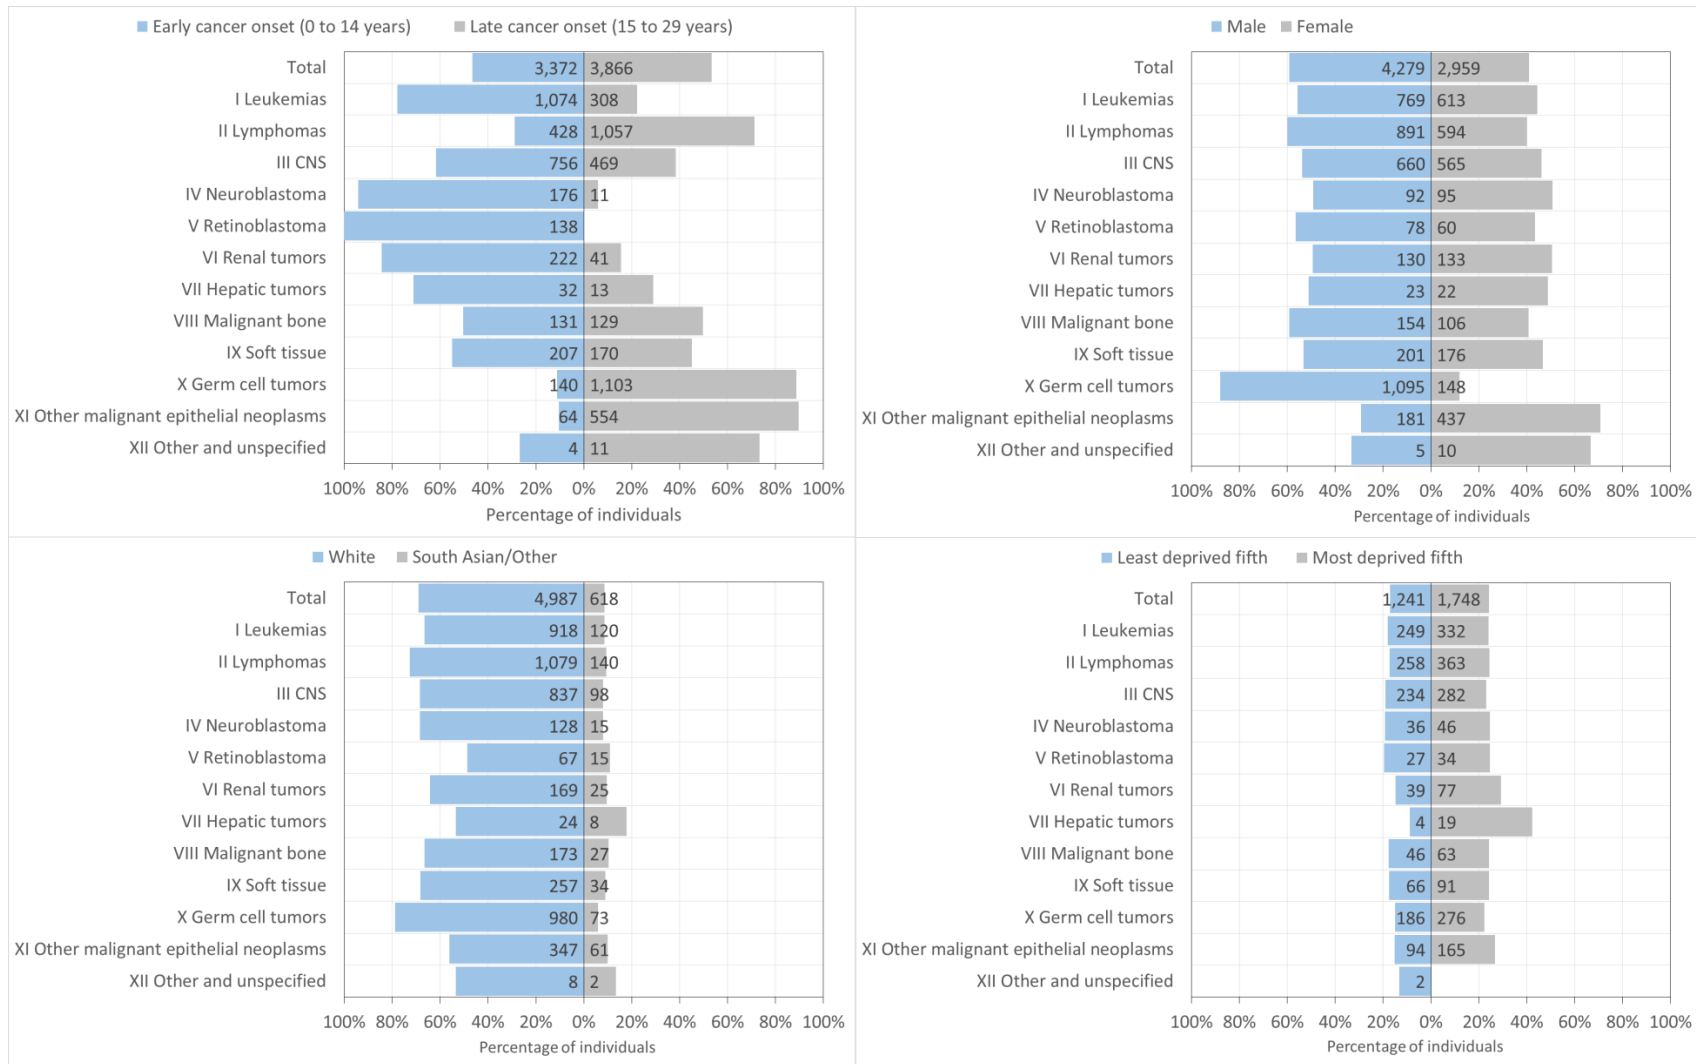 Early cancer onset (0 to 14 years) Late cancer onset (15 to 29 years)
Total 3,372 3,866
I Leukemias 1,074 308
II Lymphomas 428 1,057
III CNS 756 469
IV Neuroblastoma 176 11
V Retinoblastoma 138
VI Renal tumors 222 41
VII Hepatic tumors 32 13
VIII Malignant bone 131 129
IX Soft tissue 207 170
X Germ cell tumors 140 1,103
XI Other malignant epithelial neoplasms 64 554
XII Other and unspecified 4 11
100% 80% 60% 40% 20% 0% 20% 40% 60% 80% 100%
Percentage of individuals
Male Female
Total 4,279 2,959
I Leukemias 769 613
II Lymphomas 891 594
III CNS 660 565
IV Neuroblastoma 92 95
V Retinoblastoma 78 60
VI Renal tumors 130 133
VII Hepatic tumors 23 22
VIII Malignant bone 154 106
IX Soft tissue 201 176
X Germ cell tumors 1,095 148
XI Other malignant epithelial neoplasms 181 437
XII Other and unspecified 5 10
100% 80% 60% 40% 20% 0% 20% 40% 60% 80% 100%
Percentage of individuals
White South Asian/Other
Total 4,987 618
I Leukemias 918 120
II Lymphomas 1,079 140
III CNS 837 98
IV Neuroblastoma 128 15
V Retinoblastoma 67 15
VI Renal tumors 169 25
VII Hepatic tumors 24 8
VIII Malignant bone 173 27
IX Soft tissue 257 34
X Germ cell tumors 980 73
XI Other malignant epithelial neoplasms 347 61
XII Other and unspecified 8 2
100% 80% 60% 40% 20% 0% 20% 40% 60% 80% 100%
Percentage of individuals
Least deprived fifth Most deprived fifth
Total 1,241 1,748
I Leukemias 249 332
II Lymphomas 258 363
III CNS 234 282
IV Neuroblastoma 36 46
V Retinoblastoma 27 34
VI Renal tumors 39 77
VII Hepatic tumors 4 19
VIII Malignant bone 46 63
IX Soft tissue 66 91
X Germ cell tumors 186 276
XI Other malignant epithelial neoplasms 94 165
XII Other and unspecified 2
100% 80% 60% 40% 20% 0% 20% 40% 60% 80% 100%
Percentage of individuals